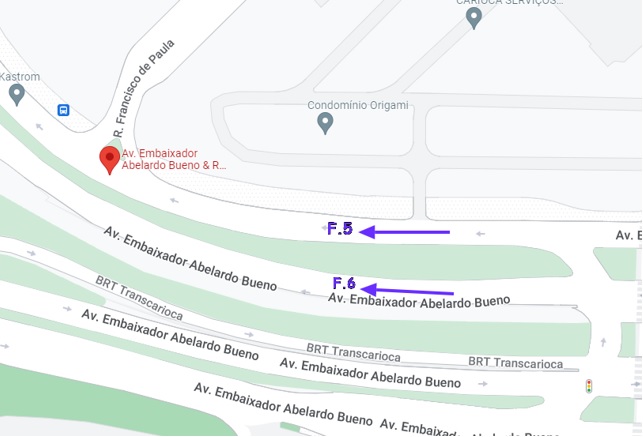 CARIOCA SERVIÇOS...
Kastrom
R. Francisco de Paula
Condomínio Origami
Av. Embaixador
Abelardo Bueno & R...
F.5
Av. E
Av. Embaixador Abelardo Bueno
F.6
Av. Embaixador Abelardo Bueno
BRT Transcarioca
Av. Embaixador Abelardo Bueno
BRT Transcarioca
BRT Transcarioca
Av. Embaixador Abelardo Bueno
Av. Embaixador Abelardo Bueno
Av. Embaixador Abelardo Bueno